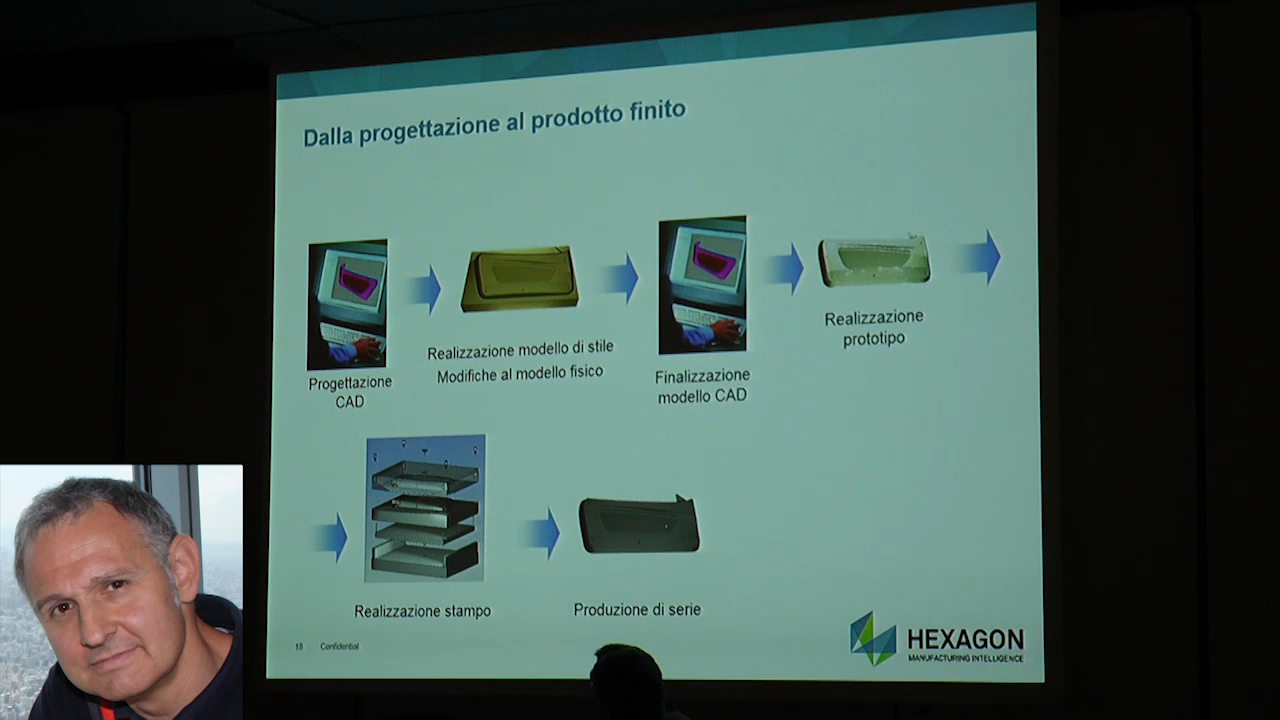 Dalla progettazione al prodotto finito
Progettazione
CAD
Realizzazione modello di stile
Modifiche al modello fisico
Finalizzazione
modello CAD
Realizzazione
prototipo
Realizzazione stampo
Produzione di serie
18 Confidential
HEXAGON
MANUFACTURING INTELLIGENCE